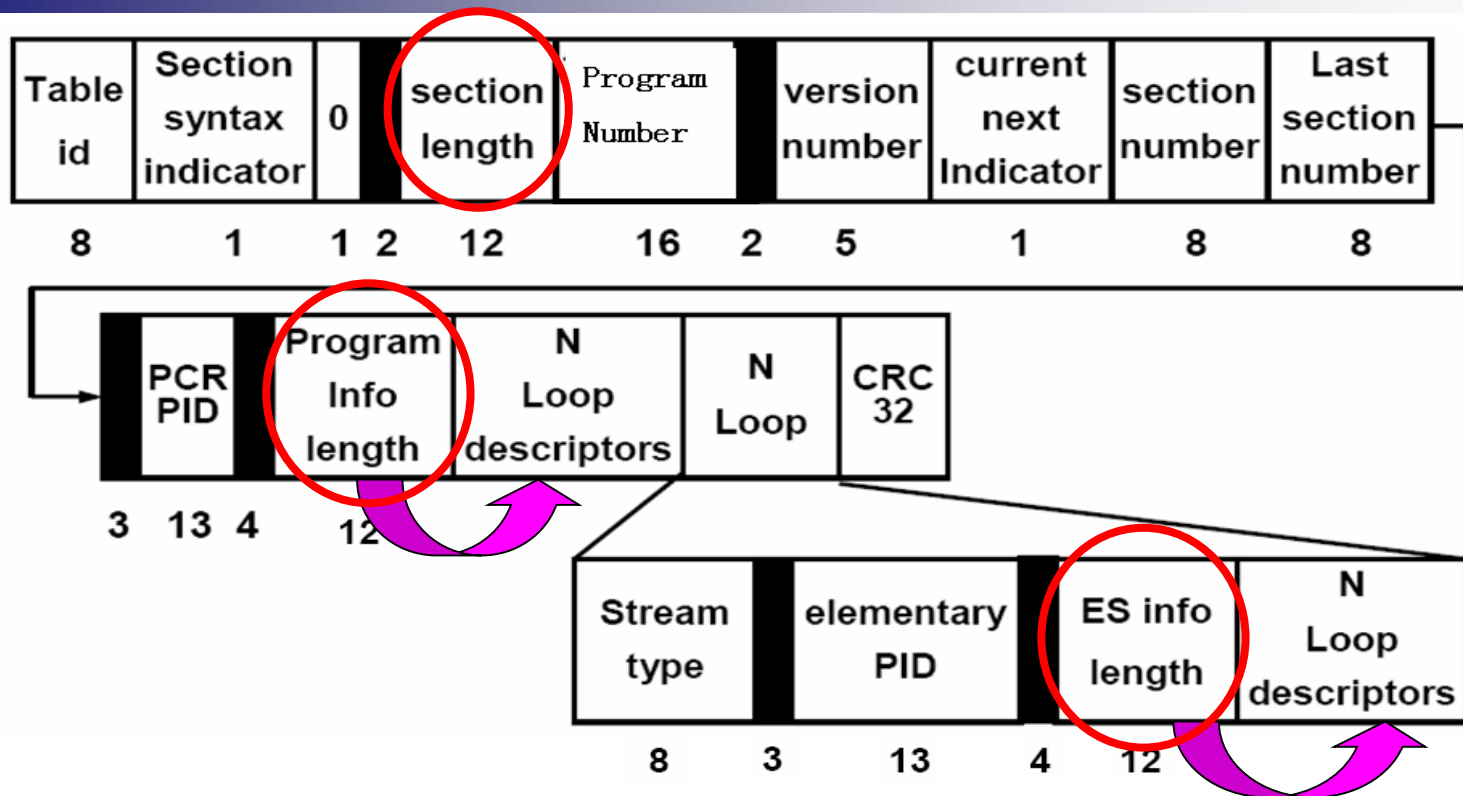 Table
id
Section
syntax
indicator
0
section
length
Program
Number
version
number
current
next
Indicator
section
number
Last
section
number
8
1
1
2
12
16
2
5
1
8
8
PCR
PID
Program
Info
length
N
Loop
descriptors
N
Loop
CRC
32
3
13
4
12
Stream
type
elementary
PID
ES info
length
N
Loop
descriptors
8
3
13
4
12